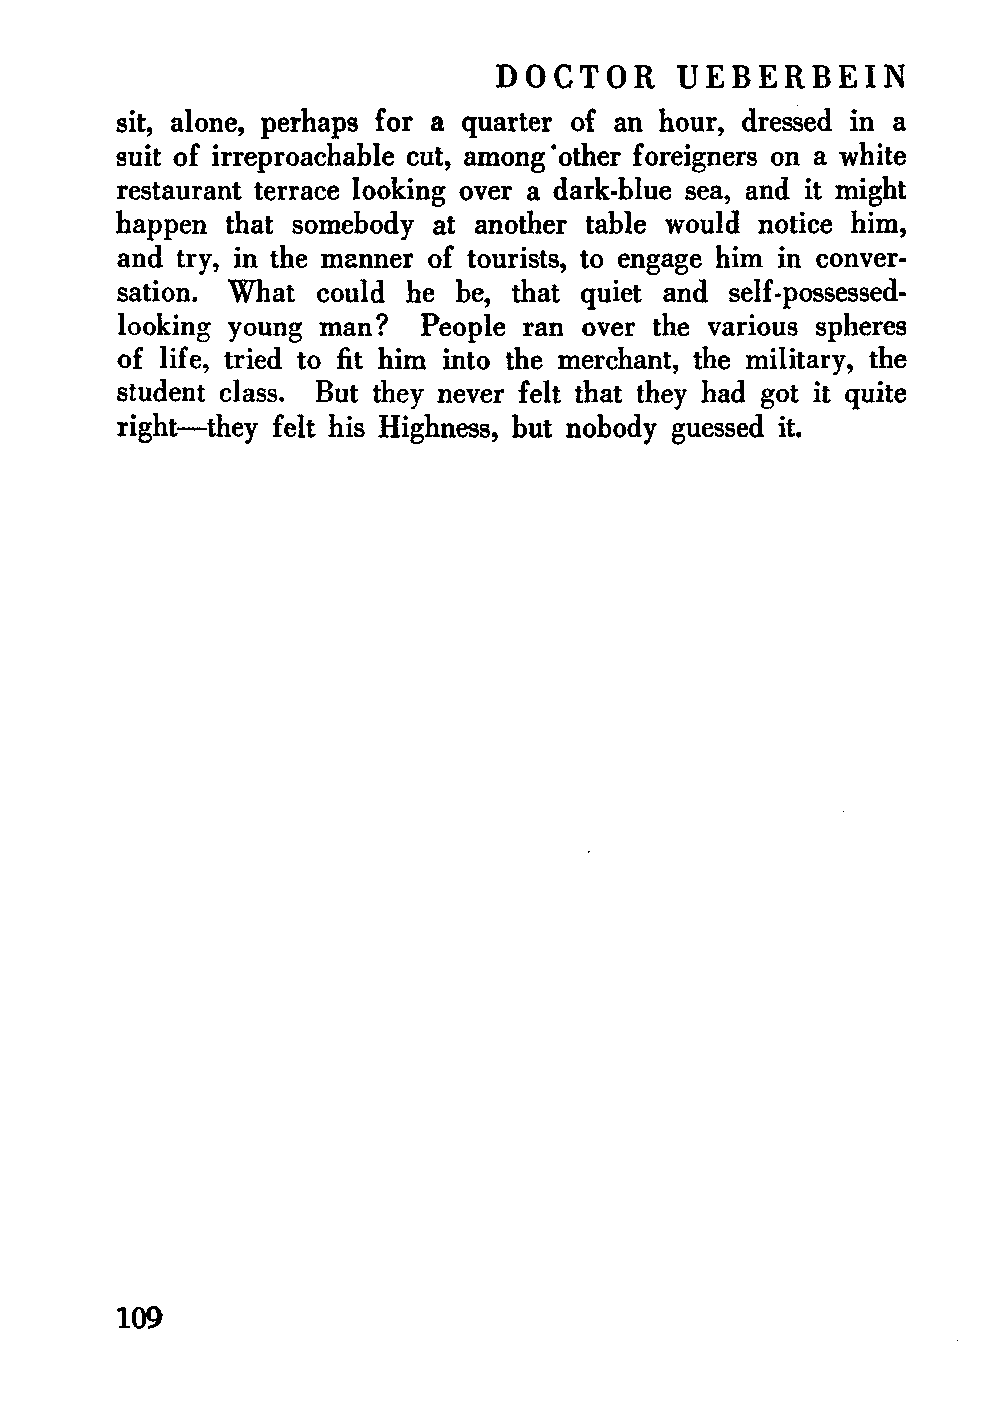 DOCTOR UEBERBEIN
sit, alone, perhaps for a quarter of an hour, dressed in a
suit of irreproachable cut, among other foreigners on a white
restaurant terrace looking over a dark-blue sea, and it might
happen that somebody at another table would notice him,
and try, in the manner of tourists, to engage him in conver-
sation. What could he be, that quiet and self-possessed-
looking young man? People ran over the various spheres
of life, tried to fit him into the merchant, the military, the
student class. But they never felt that they had got it quite
right—they felt his Highness, but nobody guessed it.
109